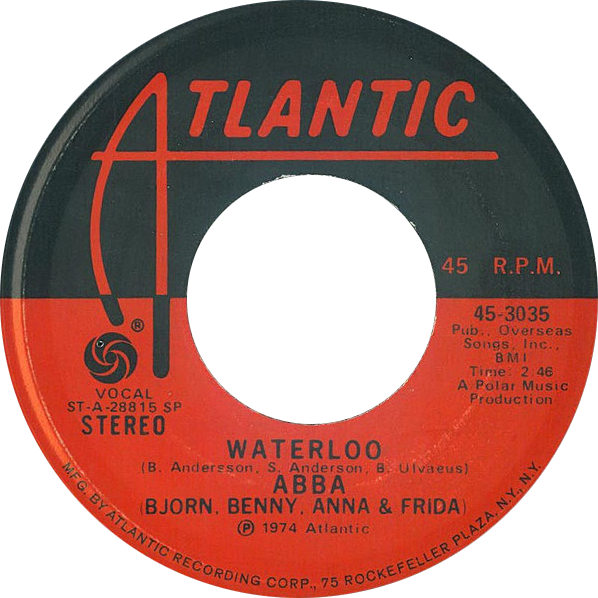 ATLANTIC
45 R.P.M.
®
VOCAL
ST-A-28815 SP
STEREO
45-3035
Pub., Overseas
Songs, Inc.,
BMI
Time: 2:46
A Polar Music
Production
WATERLOO
(B. Andersson, S. Anderson, B. Ulvaeus)
ABBA
(BJORN, BENNY, ANNA & FRIDA)
℗ 1974 Atlantic
MFG. BY ATLANTIC RECORDING CORP., 75 ROCKEFELLER PLAZA, N.Y., N.Y.